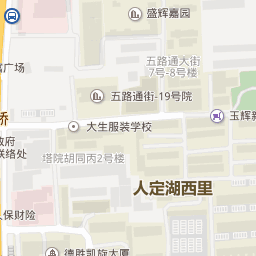 盛辉嘉园
五路通大街
7号-8号楼
广场
五路通街-19号院
桥
大生服装学校
玉辉
府
络处
塔院胡同丙2号楼
人定湖西里
保财险
德胜凯旋大厦